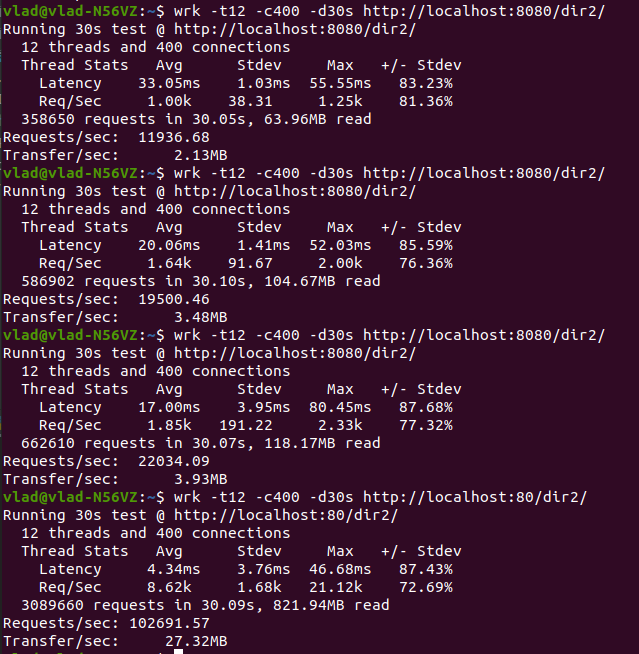 vlad@vlad-N56VZ:~$ wrk -t12 -c400 -d30s http://localhost:8080/dir2/
Running 30s test @ http://localhost:8080/dir2/
  12 threads and 400 connections
  Thread Stats   Avg      Stdev     Max   +/- Stdev
    Latency    33.05ms    1.03ms  55.55ms   83.23%
    Req/Sec     1.00k    38.31     1.25k    81.36%
  358650 requests in 30.05s, 63.96MB read
Requests/sec:  11936.68
Transfer/sec:      2.13MB
vlad@vlad-N56VZ:~$ wrk -t12 -c400 -d30s http://localhost:8080/dir2/
Running 30s test @ http://localhost:8080/dir2/
  12 threads and 400 connections
  Thread Stats   Avg      Stdev     Max   +/- Stdev
    Latency    20.06ms    1.41ms  52.03ms   85.59%
    Req/Sec     1.64k    91.67     2.00k    76.36%
  586902 requests in 30.10s, 104.67MB read
Requests/sec:  19500.46
Transfer/sec:      3.48MB
vlad@vlad-N56VZ:~$ wrk -t12 -c400 -d30s http://localhost:8080/dir2/
Running 30s test @ http://localhost:8080/dir2/
  12 threads and 400 connections
  Thread Stats   Avg      Stdev     Max   +/- Stdev
    Latency    17.00ms    3.95ms  80.45ms   87.68%
    Req/Sec     1.85k   191.22     2.33k    77.32%
  662610 requests in 30.07s, 118.17MB read
Requests/sec:  22034.09
Transfer/sec:      3.93MB
vlad@vlad-N56VZ:~$ wrk -t12 -c400 -d30s http://localhost:80/dir2/
Running 30s test @ http://localhost:80/dir2/
  12 threads and 400 connections
  Thread Stats   Avg      Stdev     Max   +/- Stdev
    Latency     4.34ms    3.76ms  46.68ms   87.43%
    Req/Sec     8.62k     1.68k   21.12k    72.69%
  3089660 requests in 30.09s, 821.94MB read
Requests/sec: 102691.57
Transfer/sec:     27.32MB